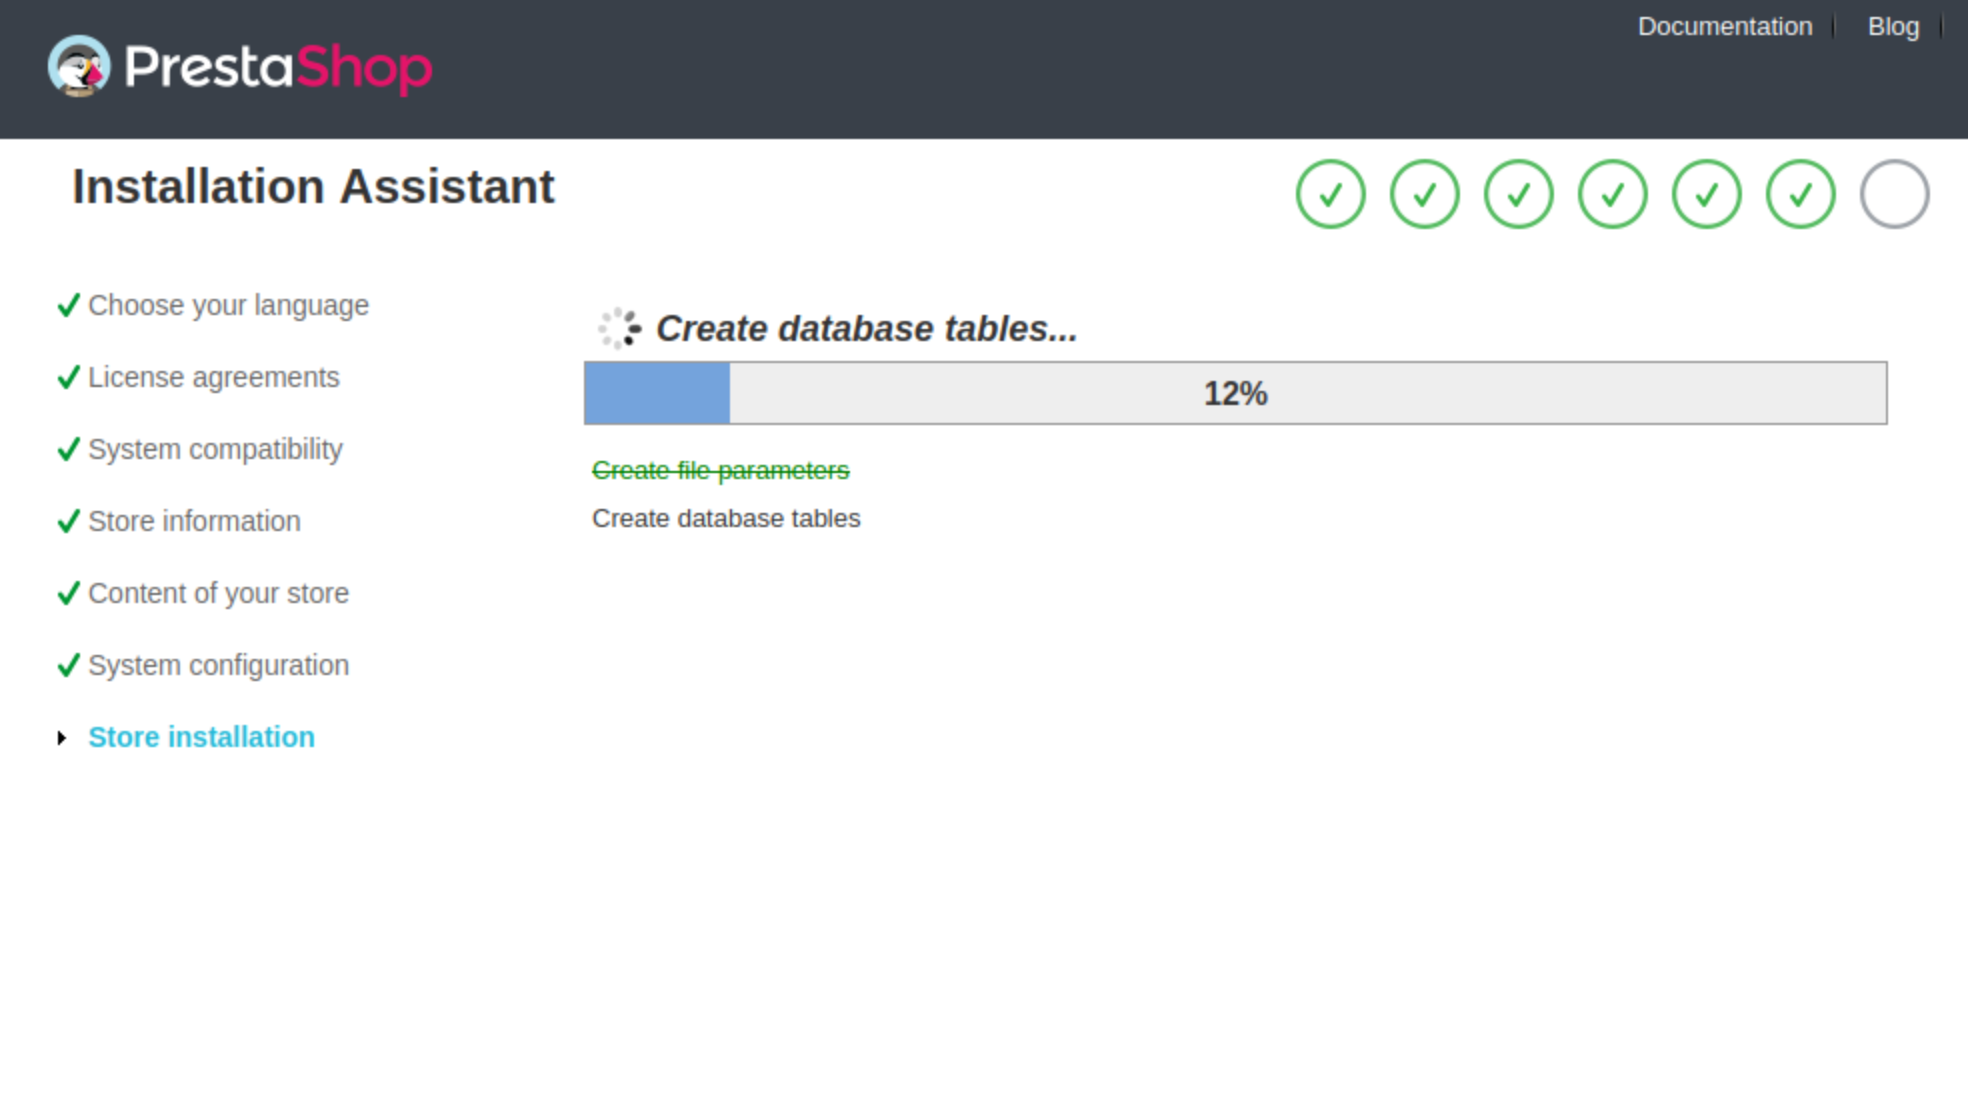 Documentation
Blog
PrestaShop
Installation Assistant
Choose your language
License agreements
System compatibility
Store information
Content of your store
System configuration
Store installation
Create database tables...
12%
Create file parameters
Create database tables